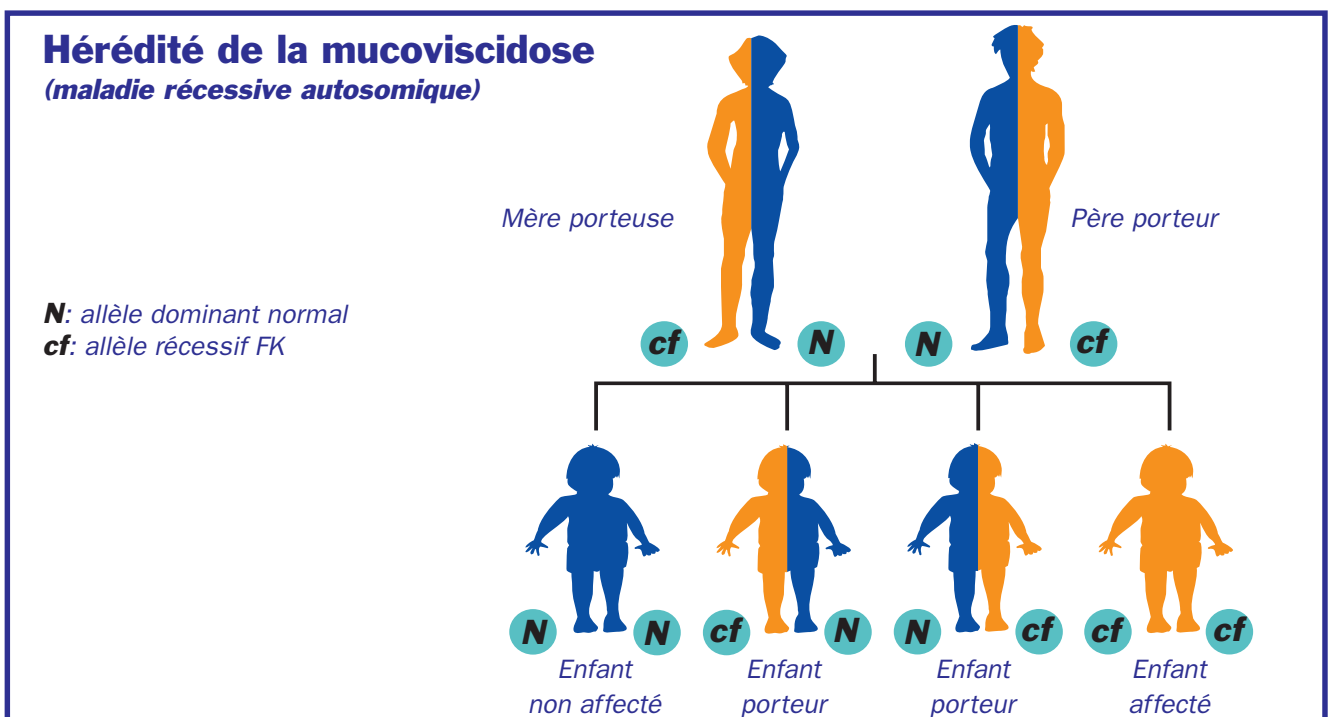 Hérédité de la mucoviscidose
(maladie récessive autosomique)
Mère porteuse
Père porteur
N: allèle dominant normal
cf: allèle récessif FK
cf N N cf
N N cf N N cf cf cf
Enfant Enfant Enfant Enfant
non affecté porteur porteur affecté